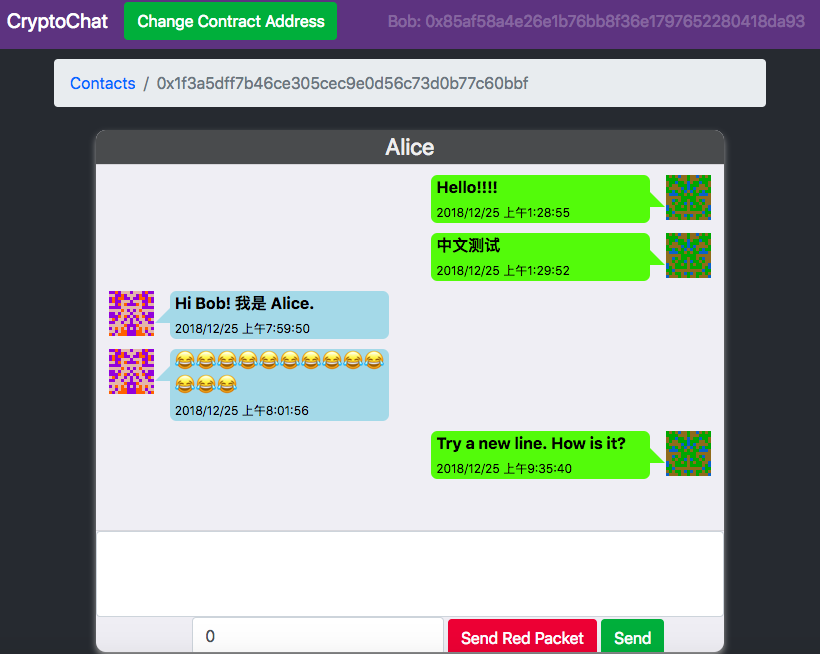 CryptoChat Change Contract Address Bob: 0x85af58a4e26e1b76bb8f36e1797652280418da93
Contacts / 0x1f3a5dff7b46ce305cec9e0d56c73d0b77c60bbf
Alice
Hello!!!!
2018/12/25 上午1:28:55
中文测试
2018/12/25 上午1:29:52
Hi Bob! 我是 Alice.
2018/12/25 上午7:59:50
😂😂😂😂😂😂😂😂😂😂
😂😂😂
2018/12/25 上午8:01:56
Try a new line. How is it?
2018/12/25 上午9:35:40
0 Send Red Packet Send